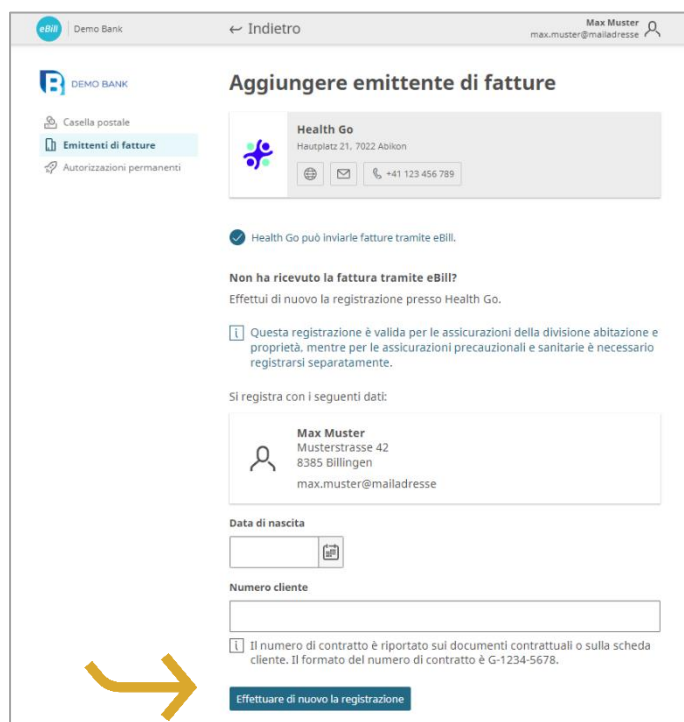 eBill Demo Bank
← Indietro
Max Muster
max.muster@mailadresse
DEMO BANK
Casella postale
Emittenti di fatture
Autorizzazioni permanenti
Aggiungere emittente di fatture
Health Go
Hautplatz 21, 7022 Abikon
+41 123 456 789
Health Go può inviarle fatture tramite eBill.
Non ha ricevuto la fattura tramite eBill?
Effettui di nuovo la registrazione presso Health Go.
Questa registrazione è valida per le assicurazioni della divisione abitazione e
proprietà, mentre per le assicurazioni precauzionali e sanitarie è necessario
registrarsi separatamente.
Si registra con i seguenti dati:
Max Muster
Musterstrasse 42
8385 Billingen
max.muster@mailadresse
Data di nascita
Numero cliente
Il numero di contratto è riportato sui documenti contrattuali o sulla scheda
cliente. Il formato del numero di contratto è G-1234-5678.
Effettuare di nuovo la registrazione